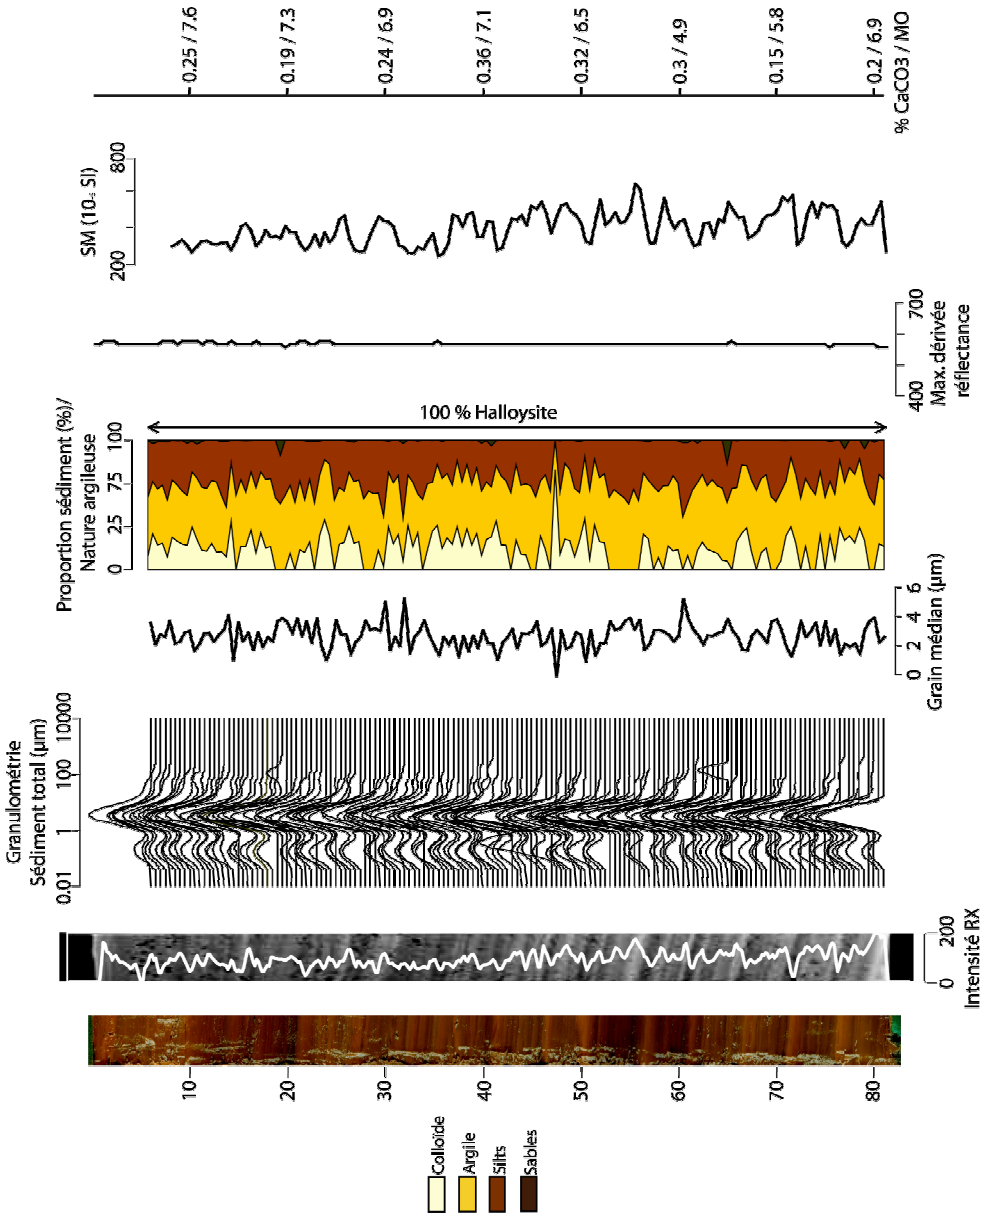 0.25 / 7.6
0.19 / 7.3
0.24 / 6.9
0.36 / 7.1
0.32 / 6.5
0.3 / 4.9
0.15 / 5.8
0.2 / 6.9
% CaCO3 / MO
SM (10-5 SI)
800
200
700
400
Max. dérivée
réflectance
100 % Halloysite
Proportion sédiment (%)/
Nature argileuse
100
75
25
0
6
4
2
0
Grain médian (µm)
Granulométrie
Sédiment total (µm)
10000
100
1
0.01
200
0
Intensité RX
10
20
30
40
50
60
70
80
Colloïde
Argile
Silts
Sables